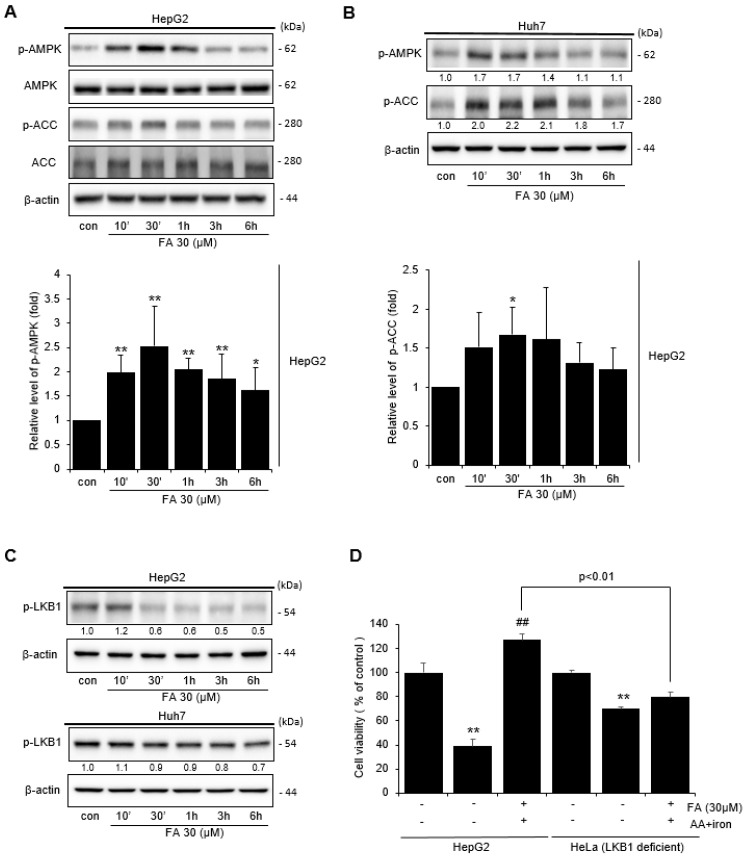 A
HepG2
(kDa)
p-AMPK - 62
AMPK - 62
p-ACC - 280
ACC - 280
β-actin - 44
con 10' 30' 1h 3h 6h
FA 30 (μM)
Relative level of p-AMPK (fold)
4
3.5
3
2.5
2
1.5
1
0.5
0
** ** ** ** *
con 10' 30' 1h 3h 6h
FA 30 (μM)
HepG2
B
Huh7
(kDa)
p-AMPK - 62
1.0 1.7 1.7 1.4 1.1 1.1
p-ACC - 280
1.0 2.0 2.2 2.1 1.8 1.7
β-actin - 44
con 10' 30' 1h 3h 6h
FA 30 (μM)
Relative level of p-ACC (fold)
2.5
2
1.5
1
0.5
0
*
con 10' 30' 1h 3h 6h
FA 30 (μM)
HepG2
C
HepG2
(kDa)
p-LKB1 - 54
1.0 1.2 0.6 0.6 0.5 0.5
β-actin - 44
con 10' 30' 1h 3h 6h
FA 30 (μM)
Huh7
(kDa)
p-LKB1 - 54
1.0 1.1 0.9 0.9 0.8 0.7
β-actin - 44
con 10' 30' 1h 3h 6h
FA 30 (μM)
D
p<0.01
Cell viability ( % of control )
140
120
100
80
60
40
20
0
** ## **
- - + - - + FA (30μM)
- - + - - + AA+iron
HepG2 HeLa (LKB1 deficient)